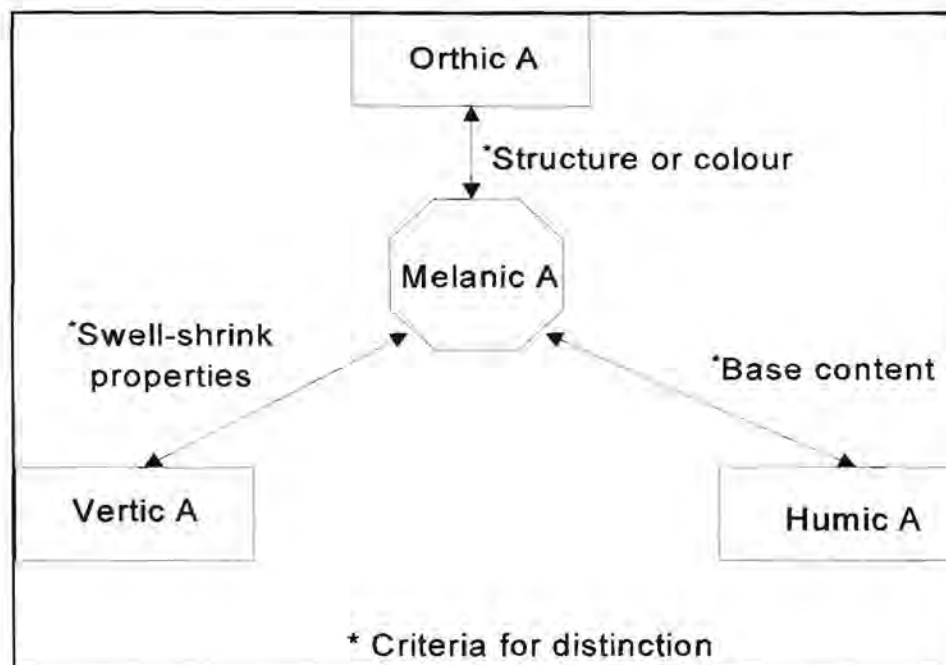 Orthic A
*Structure or colour
Melanic A
*Swell-shrink
properties
*Base content
Vertic A
Humic A
* Criteria for distinction